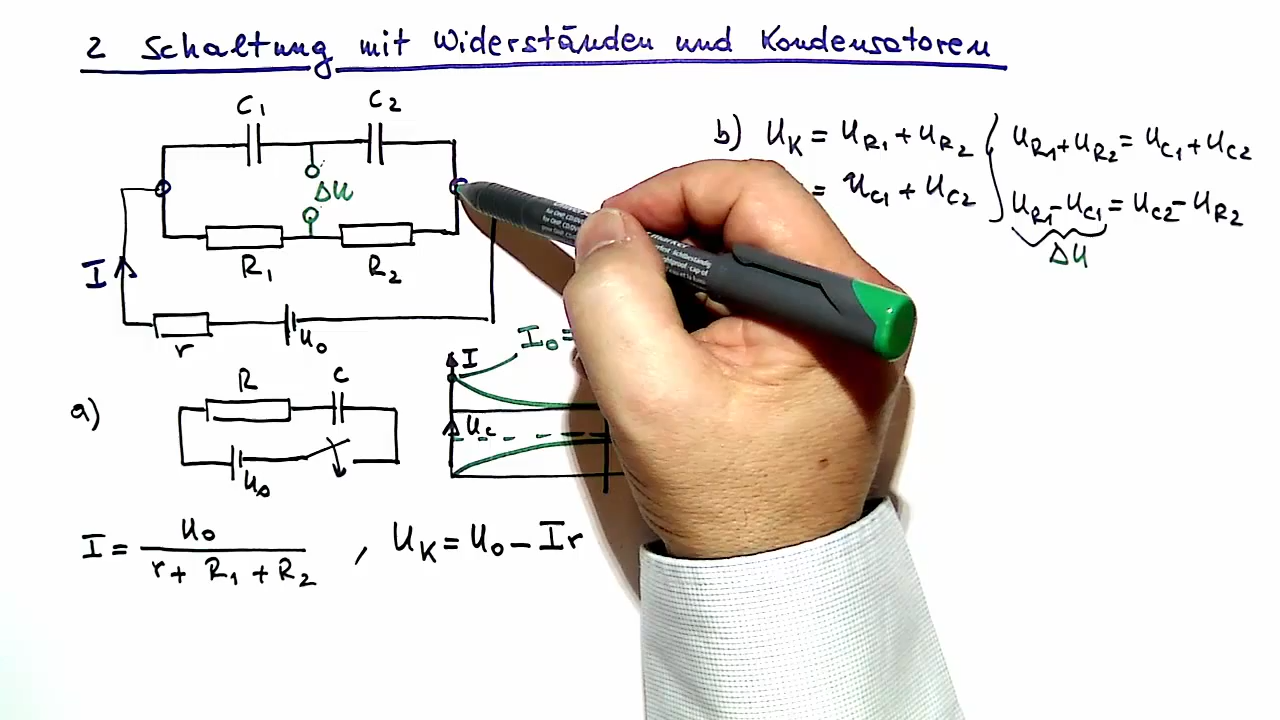 2 Schaltung mit Widerständen und Kondensatoren
C1 C2
ΔU
R1 R2
I
r U0
b) UK = UR1 + UR2
= UC1 + UC2
UR1 + UR2 = UC1 + UC2
UR1 - UC1 = UC2 - UR2
ΔU
a)
R C
U0
I I0 =
UC
I = U0 / (r + R1 + R2) , UK = U0 - Ir